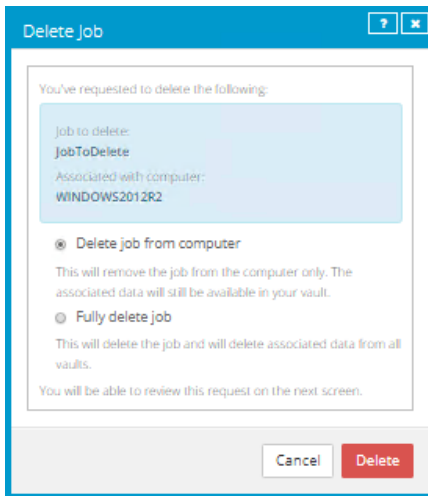 Delete Job
? ✖
You've requested to delete the following:
Job to delete:
JobToDelete
Associated with computer:
WINDOWS2012R2
Delete job from computer
This will remove the job from the computer only. The
associated data will still be available in your vault.
Fully delete job
This will delete the job and will delete associated data from all
vaults.
You will be able to review this request on the next screen.
Cancel Delete